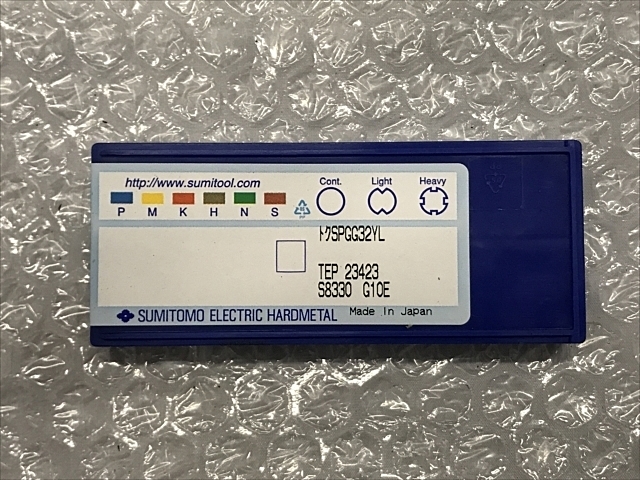 http://www.sumitool.com
Cont. Light Heavy
P M K H N S
ﾄｸSPGG32YL
TEP 23423
S8330 G10E
SUMITOMO ELECTRIC HARDMETAL Made In Japan